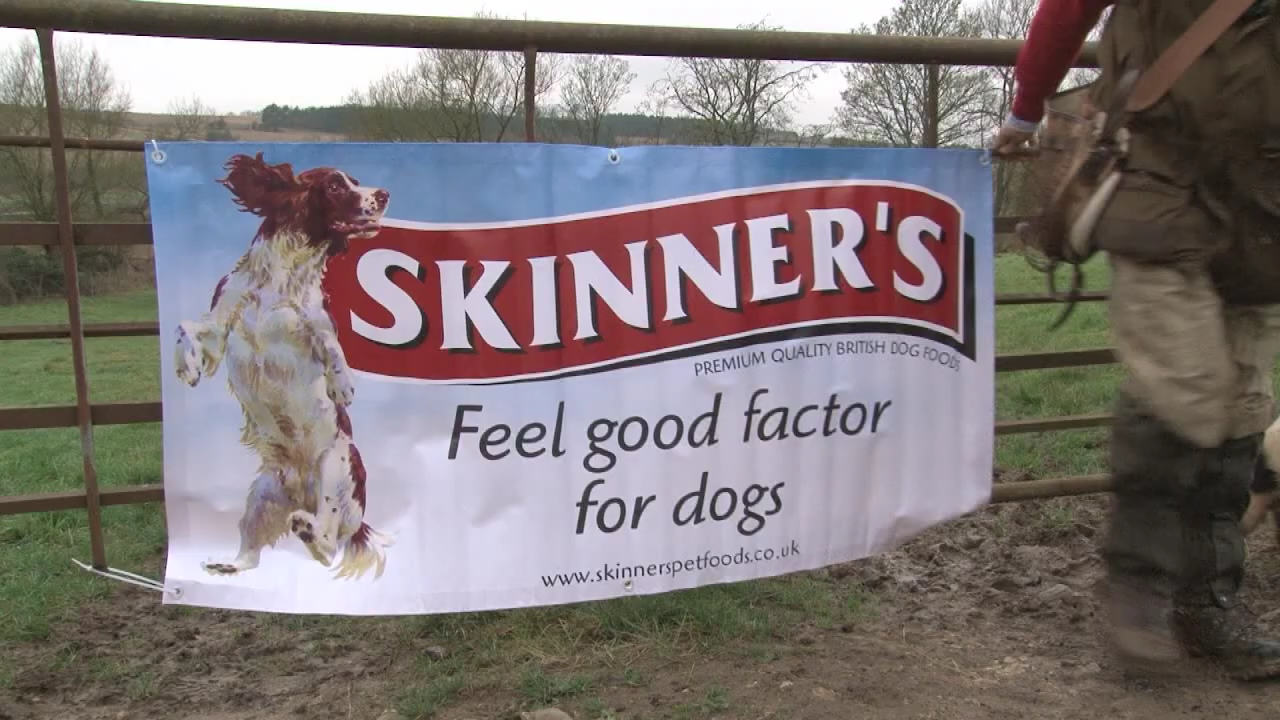 SKINNER'S
PREMIUM QUALITY BRITISH DOG FOODS
Feel good factor
for dogs
www.skinnerspetfoods.co.uk